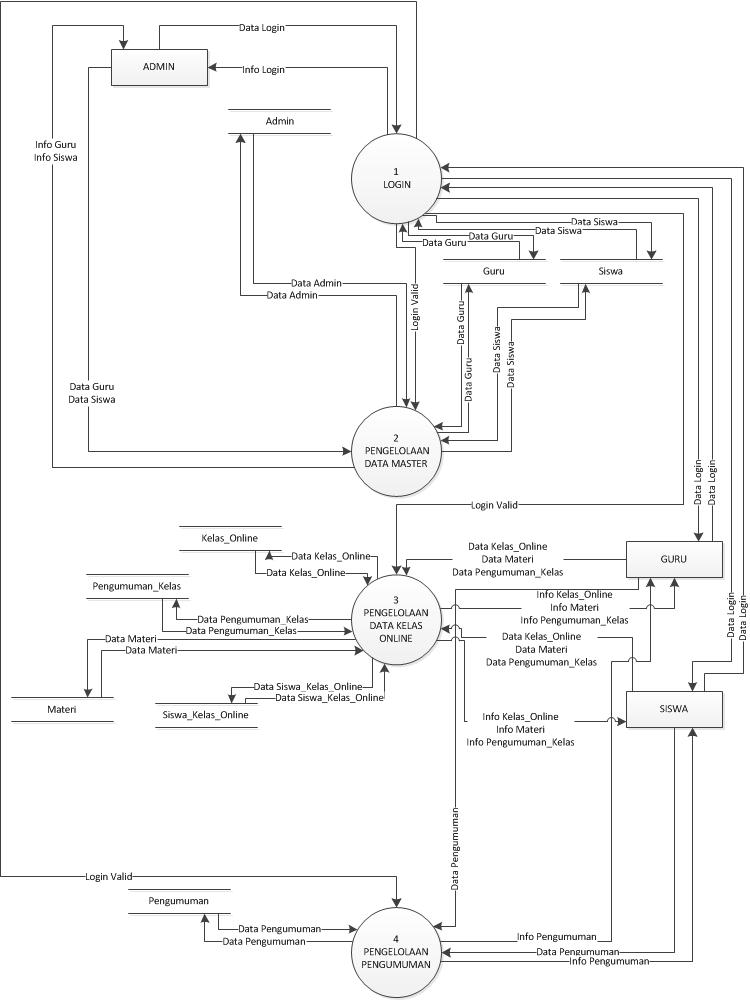 Data Login
ADMIN
Info Login
Admin
Info Guru
Info Siswa
1
LOGIN
Data Siswa
Data Siswa
Data Guru
Data Guru
Guru
Siswa
Data Admin
Data Admin
Login Valid
Data Guru
Data Guru
Data Siswa
Data Siswa
Data Guru
Data Siswa
2
PENGELOLAAN
DATA MASTER
Data Login
Data Login
Login Valid
Kelas_Online
Data Kelas_Online
Data Kelas_Online
Data Kelas_Online
Data Materi
Data Pengumuman_Kelas
GURU
Pengumuman_Kelas
3
PENGELOLAAN
DATA KELAS
ONLINE
Info Kelas_Online
Info Materi
Info Pengumuman_Kelas
Data Login
Data Login
Data Pengumuman_Kelas
Data Pengumuman_Kelas
Data Materi
Data Materi
Data Kelas_Online
Data Materi
Data Pengumuman_Kelas
Data Siswa_Kelas_Online
Data Siswa_Kelas_Online
Materi
Siswa_Kelas_Online
SISWA
Info Kelas_Online
Info Materi
Info Pengumuman_Kelas
Data Pengumuman
Login Valid
Pengumuman
Data Pengumuman
Data Pengumuman
4
PENGELOLAAN
PENGUMUMAN
Info Pengumuman
Data Pengumuman
Info Pengumuman